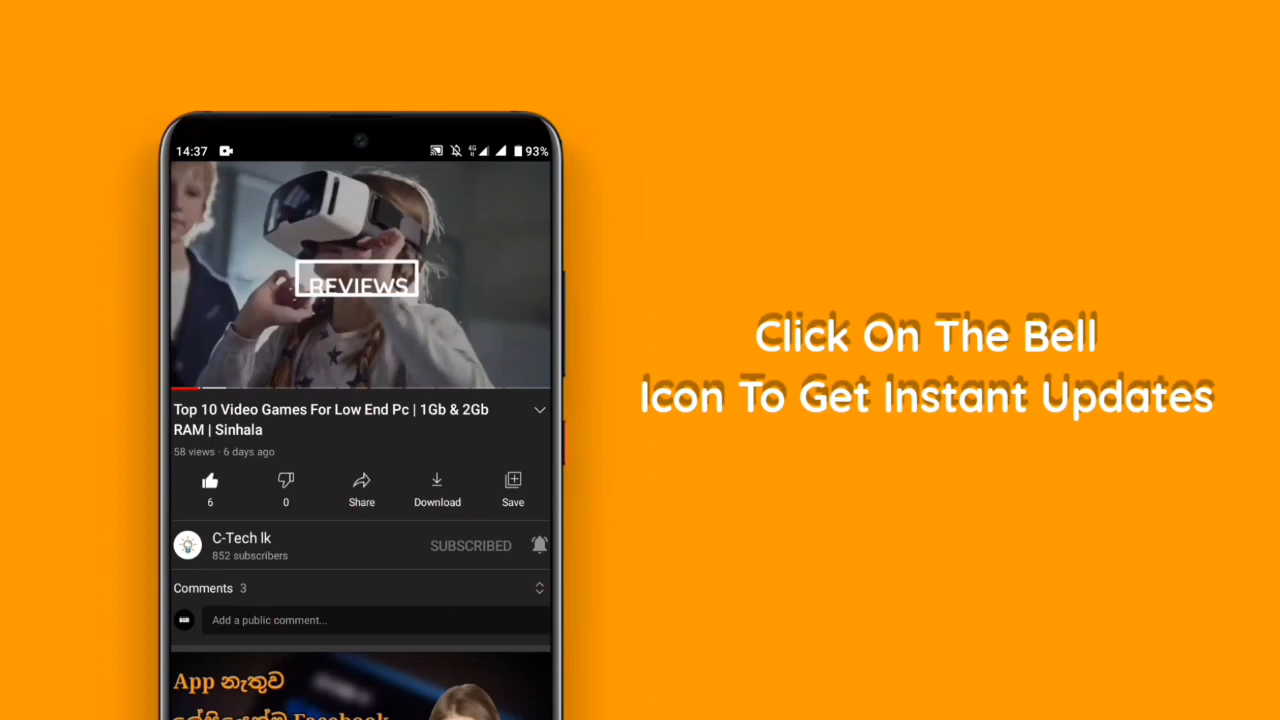 14:37
4G
93%
REVIEWS
Top 10 Video Games For Low End Pc | 1Gb & 2Gb
RAM | Sinhala
58 views · 6 days ago
6
0
Share
Download
Save
C-Tech lk
852 subscribers
SUBSCRIBED
Comments 3
Add a public comment...
App නැතුව
Facebook
Click On The Bell
Icon To Get Instant Updates